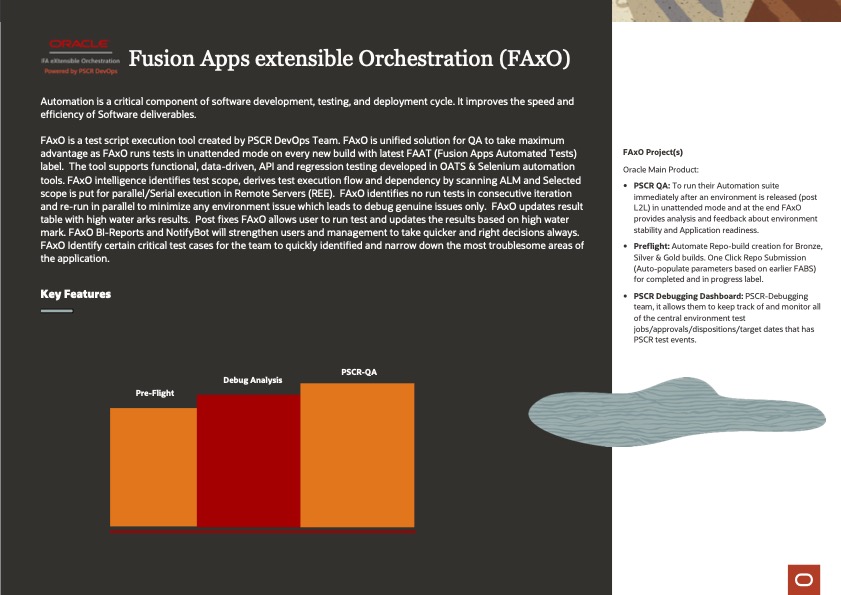 ORACLE
FA eXtensible Orchestration
Powered by PSCR DevOps
Fusion Apps extensible Orchestration (FAxO)
Automation is a critical component of software development, testing, and deployment cycle. It improves the speed and
efficiency of Software deliverables.
FAxO is a test script execution tool created by PSCR DevOps Team. FAxO is unified solution for QA to take maximum
advantage as FAxO runs tests in unattended mode on every new build with latest FAAT (Fusion Apps Automated Tests)
label.  The tool supports functional, data-driven, API and regression testing developed in OATS & Selenium automation
tools. FAxO intelligence identifies test scope, derives test execution flow and dependency by scanning ALM and Selected
scope is put for parallel/Serial execution in Remote Servers (REE).  FAxO identifies no run tests in consecutive iteration
and re-run in parallel to minimize any environment issue which leads to debug genuine issues only.  FAxO updates result
table with high water arks results.  Post fixes FAxO allows user to run test and updates the results based on high water
mark. FAxO BI-Reports and NotifyBot will strengthen users and management to take quicker and right decisions always.
FAxO Identify certain critical test cases for the team to quickly identified and narrow down the most troublesome areas of
the application.
Key Features
Pre-Flight
Debug Analysis
PSCR-QA
FAxO Project(s)
Oracle Main Product:
• PSCR QA: To run their Automation suite
immediately after an environment is released (post
L2L) in unattended mode and at the end FAxO
provides analysis and feedback about environment
stability and Application readiness.
• Preflight: Automate Repo-build creation for Bronze,
Silver & Gold builds. One Click Repo Submission
(Auto-populate parameters based on earlier FABS)
for completed and in progress label.
• PSCR Debugging Dashboard: PSCR-Debugging
team, it allows them to keep track of and monitor all
of the central environment test
jobs/approvals/dispositions/target dates that has
PSCR test events.